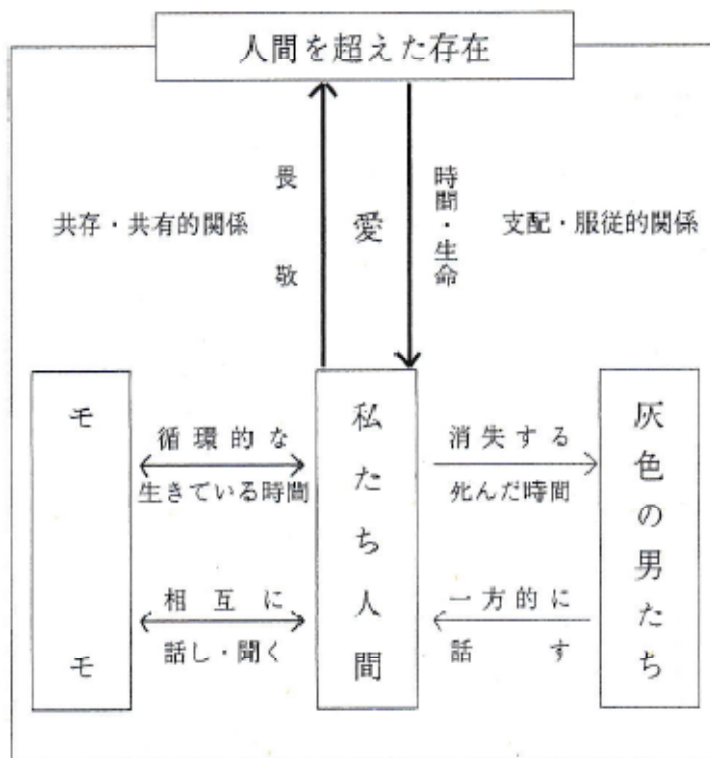 人間を超えた存在
畏敬
愛
時間・生命
共存・共有的関係
支配・服従的関係
モモ
循環的な
生きている時間
相互に
話し・聞く
私たち人間
消失する
死んだ時間
一方的に
話す
灰色の男たち